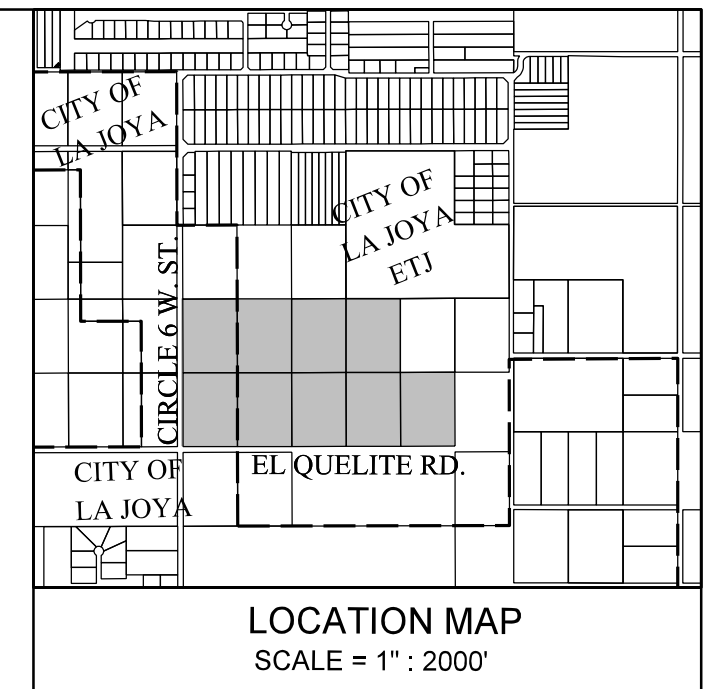 CITY OF
LA JOYA
CITY OF
LA JOYA
ETJ
CIRCLE 6 W. ST.
CITY OF
LA JOYA
EL QUELITE RD.
LOCATION MAP
SCALE = 1" : 2000'